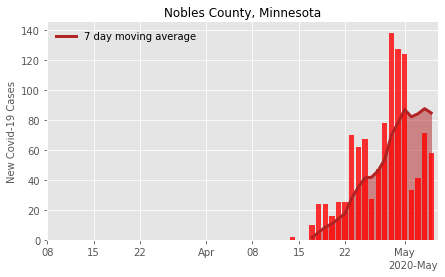 Nobles County, Minnesota
7 day moving average
New Covid-19 Cases
140
120
100
80
60
40
20
0
08 15 22 Apr 08 15 22 May
2020-May